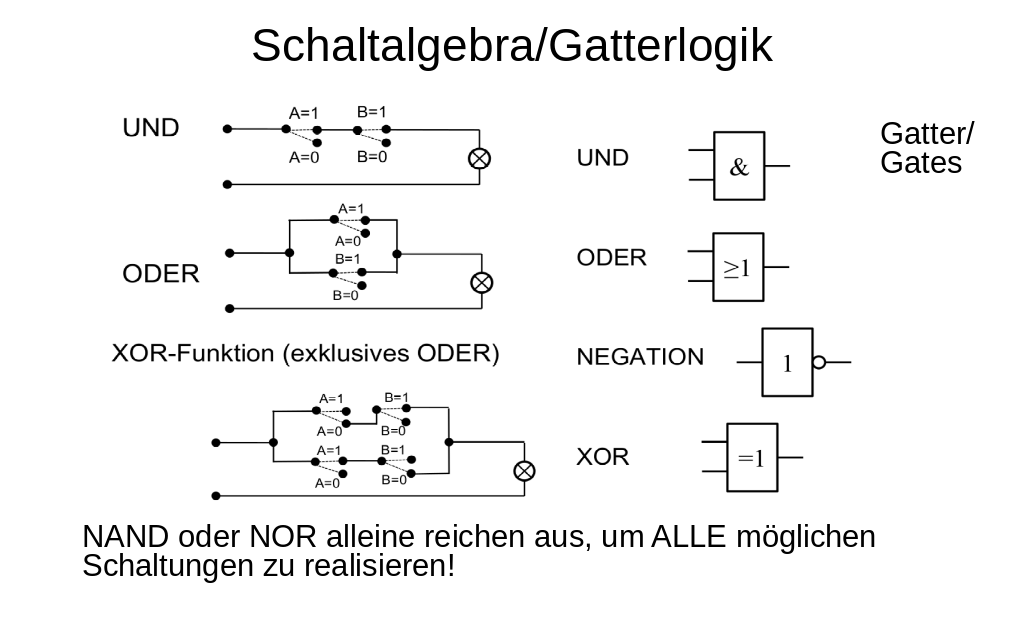 Schaltalgebra/Gatterlogik
UND
A=1
B=1
A=0
B=0
ODER
A=1
A=0
B=1
B=0
XOR-Funktion (exklusives ODER)
A=1
B=1
A=0
B=0
A=1
B=1
A=0
B=0
UND
&
ODER
≥1
NEGATION
1
XOR
=1
Gatter/
Gates
NAND oder NOR alleine reichen aus, um ALLE möglichen
Schaltungen zu realisieren!